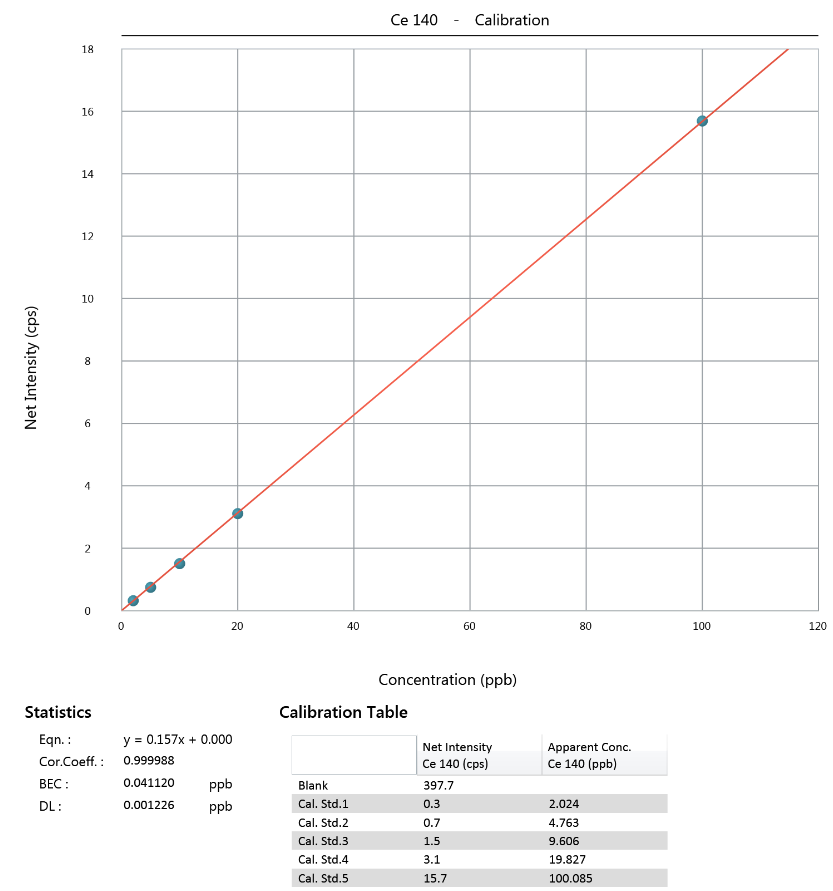 Ce 140 - Calibration
18
16
14
12
10
8
6
4
2
0
Net Intensity (cps)
0 20 40 60 80 100 120
Concentration (ppb)
Statistics
Eqn. : y = 0.157x + 0.000
Cor.Coeff. : 0.999988
BEC : 0.041120 ppb
DL : 0.001226 ppb
Calibration Table
Net Intensity Apparent Conc.
Ce 140 (cps) Ce 140 (ppb)
Blank 397.7
Cal. Std.1 0.3 2.024
Cal. Std.2 0.7 4.763
Cal. Std.3 1.5 9.606
Cal. Std.4 3.1 19.827
Cal. Std.5 15.7 100.085